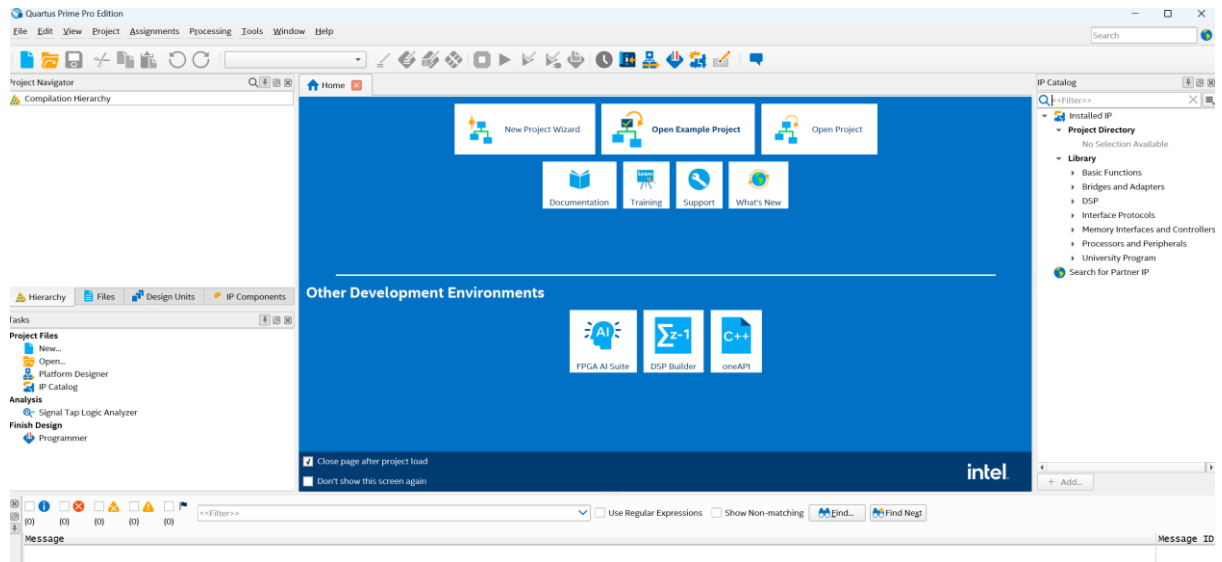 Quartus Prime Pro Edition
File Edit View Project Assignments Processing Tools Window Help
Search
Project Navigator
Compilation Hierarchy
Hierarchy Files Design Units IP Components
Tasks
Project Files
New...
Open...
Platform Designer
IP Catalog
Analysis
Signal Tap Logic Analyzer
Finish Design
Programmer
Home
New Project Wizard
Open Example Project
Open Project
Documentation
Learn
Training
Support
What's New
Other Development Environments
AI
FPGA AI Suite
Σz-1
DSP Builder
C++
oneAPI
Close page after project load
Don't show this screen again
intel.
IP Catalog
<<Filter>>
Installed IP
Project Directory
No Selection Available
Library
Basic Functions
Bridges and Adapters
DSP
Interface Protocols
Memory Interfaces and Controllers
Processors and Peripherals
University Program
Search for Partner IP
+ Add...
(0) (0) (0) (0) (0)
<<Filter>>
Use Regular Expressions
Show Non-matching
Find...
Find Next
Message
Message ID